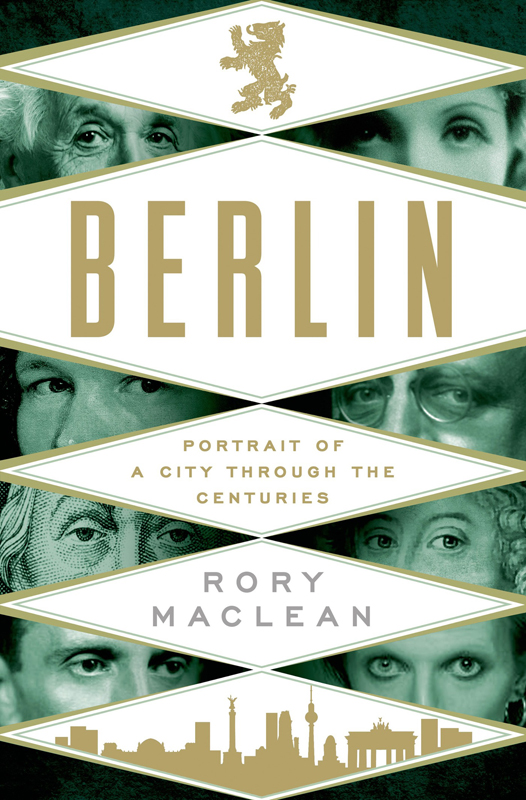 BERLIN
PORTRAIT OF
A CITY THROUGH THE
CENTURIES
RORY
MACLEAN